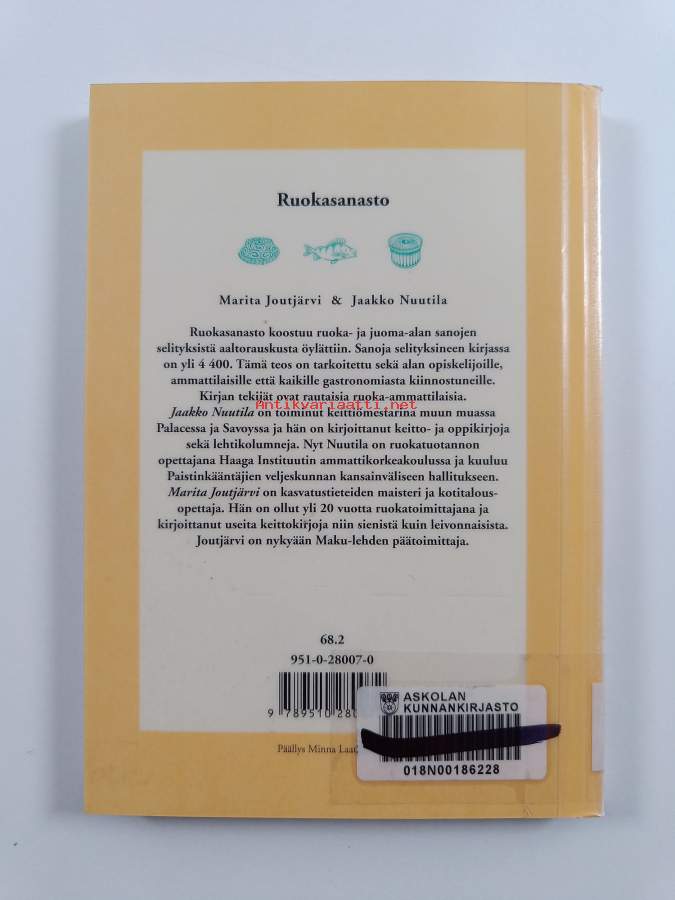 Ruokasanasto
Marita Joutjärvi & Jaakko Nuutila
Ruokasanasto koostuu ruoka- ja juoma-alan sanojen
selityksistä aaltorauskusta öylättiin. Sanoja selityksineen kirjassa
on yli 4 400. Tämä teos on tarkoitettu sekä alan opiskelijoille,
ammattilaisille että kaikille gastronomiasta kiinnostuneille.
Kirjan tekijät ovat rautaisia ruoka-ammattilaisia.
Antikvariaatti.net
Jaakko Nuutila on toiminut keittiömestarina muun muassa
Palacessa ja Savoyssa ja hän on kirjoittanut keitto- ja oppikirjoja
sekä lehtikolumneja. Nyt Nuutila on ruokatuotannon
opettajana Haaga Instituutin ammattikorkeakoulussa ja kuuluu
Paistinkääntäjien veljeskunnan kansainväliseen hallitukseen.
Marita Joutjärvi on kasvatustieteiden maisteri ja kotitalous-
opettaja. Hän on ollut yli 20 vuotta ruokatoimittajana ja
kirjoittanut useita keittokirjoja niin sienistä kuin leivonnaisista.
Joutjärvi on nykyään Maku-lehden päätoimittaja.
68.2
951-0-28007-0
9 789510 280
ASKOLAN
KUNNANKIRJASTO
018N00186228
Päällys Minna